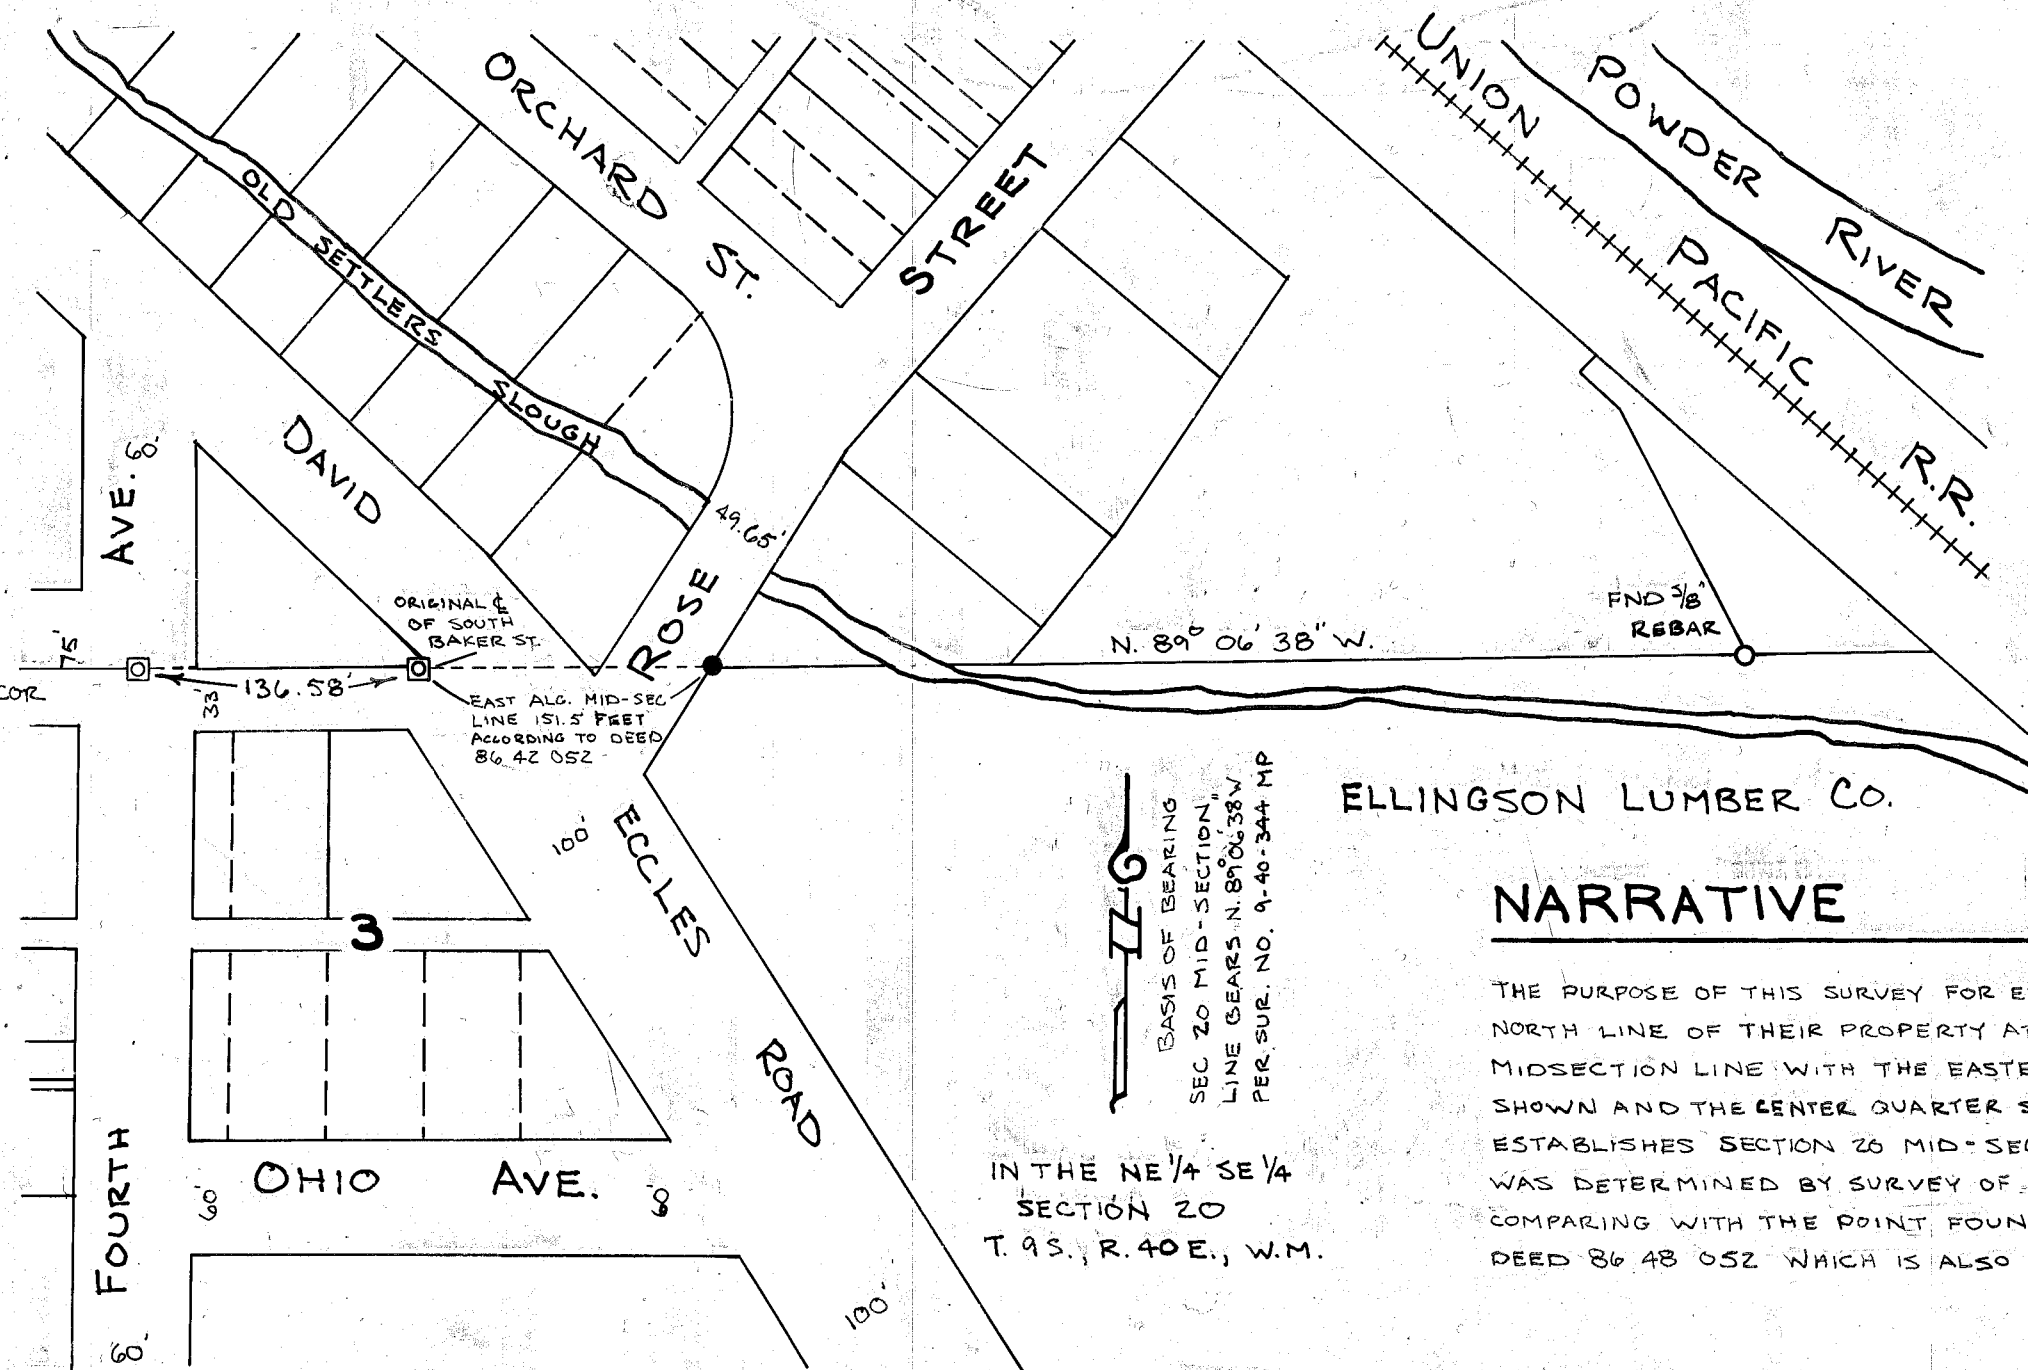 UNION
PACIFIC
R.R.
POWDER
RIVER
ORCHARD
ST.
ROSE
STREET
OLD SETTLERS SLOUGH
DAVID
AVE. 60'
49.65'
ORIGINAL ℄
OF SOUTH
BAKER ST.
FND 5/8"
REBAR
N. 89° 06' 38" W.
75'
COR
33'
136.58'
EAST ALG. MID-SEC
LINE 151.5 FEET
ACCORDING TO DEED
86 42 052
100'
ECCLES
ROAD
100'
3
OHIO AVE.
60'
FOURTH
60'
N
BASIS OF BEARING
SEC 20 MID-SECTION
LINE BEARS N.89°06'38"W
PER SUR. NO. 9-40-344 MP
IN THE NE 1/4 SE 1/4
SECTION 20
T. 9 S., R. 40 E., W.M.
ELLINGSON LUMBER CO.
NARRATIVE
THE PURPOSE OF THIS SURVEY FOR
NORTH LINE OF THEIR PROPERTY
MIDSECTION LINE WITH THE
SHOWN AND THE CENTER QUARTER
ESTABLISHES SECTION 20
WAS DETERMINED BY SURVEY OF
COMPARING WITH THE POINT
DEED 86 48 052 WHICH IS ALSO